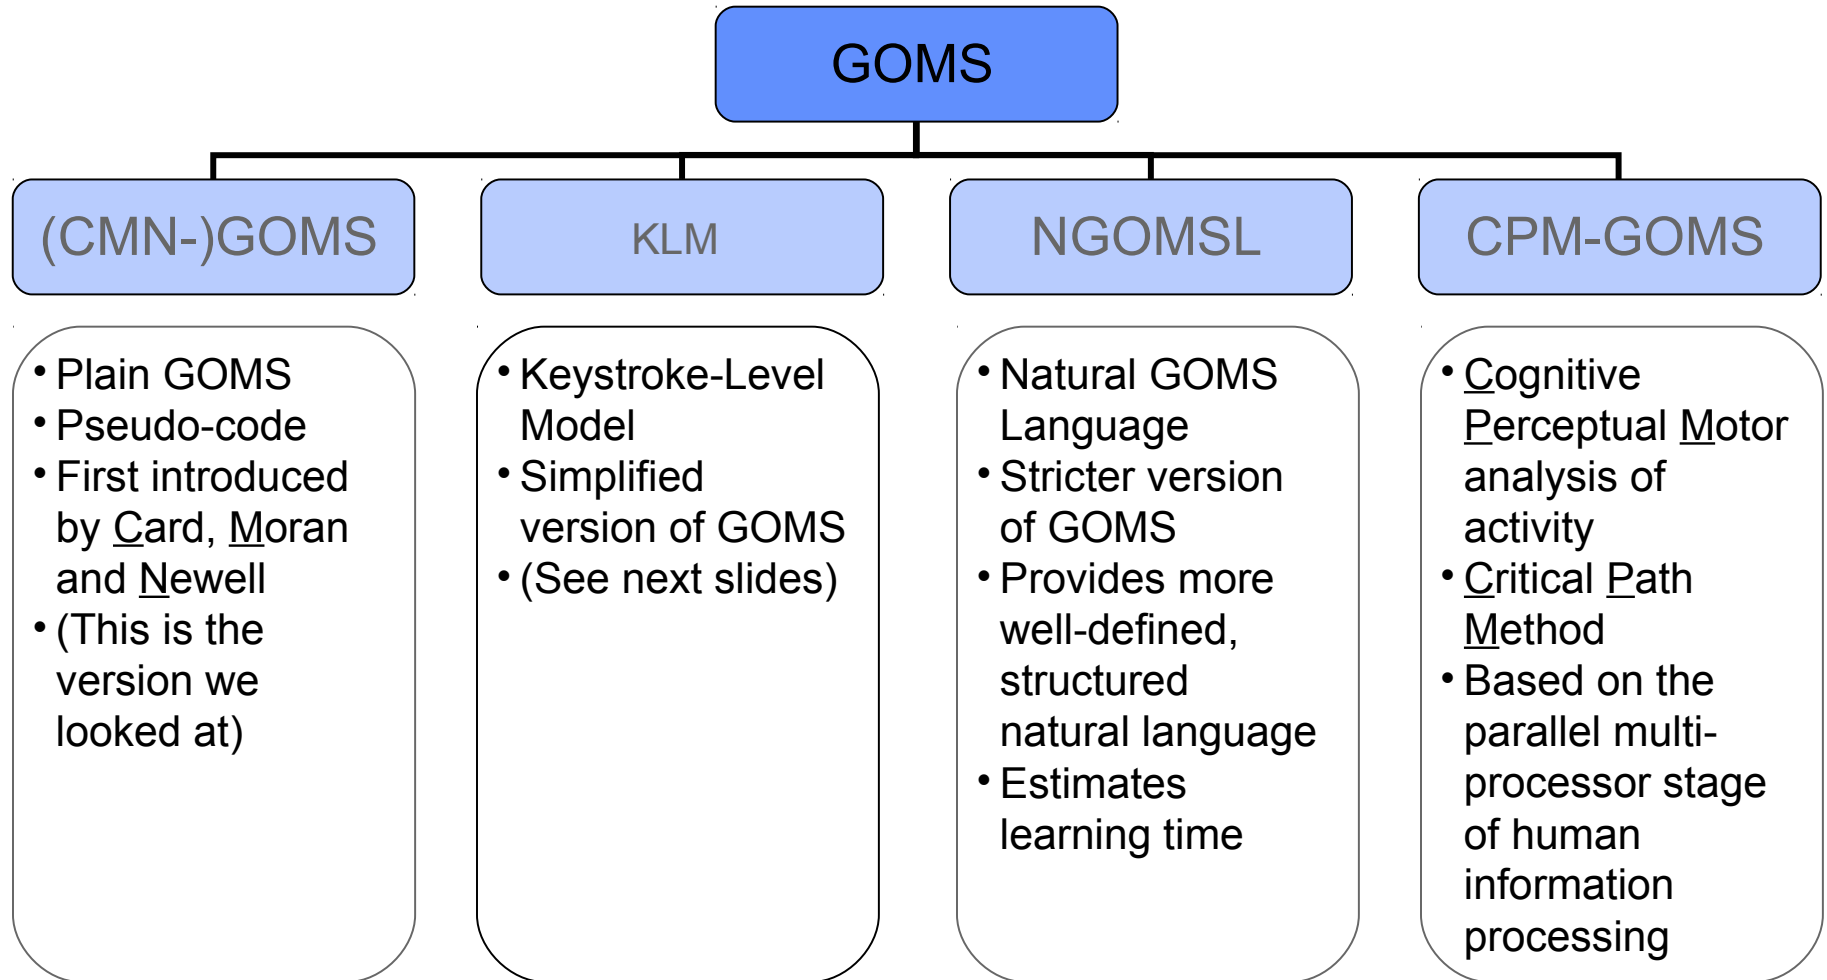 GOMS
(CMN-)GOMS
KLM
NGOMSL
CPM-GOMS
• Plain GOMS
• Pseudo-code
• First introduced
by Card, Moran
and Newell
• (This is the
version we
looked at)
• Keystroke-Level
Model
• Simplified
version of GOMS
• (See next slides)
• Natural GOMS
Language
• Stricter version
of GOMS
• Provides more
well-defined,
structured
natural language
• Estimates
learning time
• Cognitive
Perceptual Motor
analysis of
activity
• Critical Path
Method
• Based on the
parallel multi-
processor stage
of human
information
processing